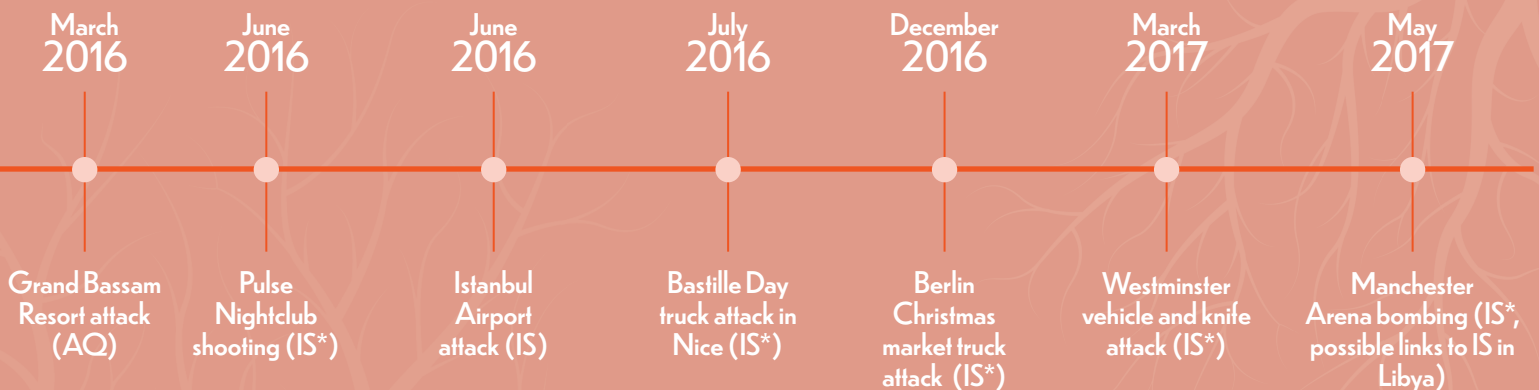 March
2016
June
2016
June
2016
July
2016
December
2016
March
2017
May
2017
Grand Bassam
Resort attack
(AQ)
Pulse
Nightclub
shooting (IS*)
Istanbul
Airport
attack (IS)
Bastille Day
truck attack in
Nice (IS*)
Berlin
Christmas
market truck
attack (IS*)
Westminster
vehicle and knife
attack (IS*)
Manchester
Arena bombing (IS*,
possible links to IS in
Libya)